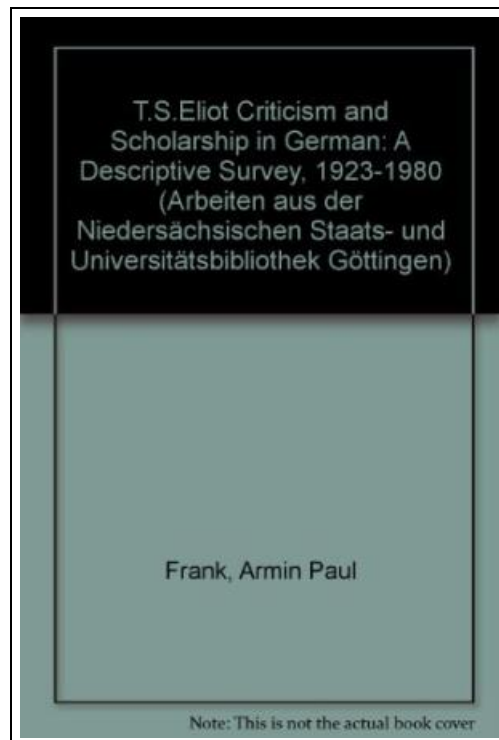 T.S.Eliot Criticism and
Scholarship in German: A
Descriptive Survey, 1923-1980
(Arbeiten aus der
Niedersächsischen Staats- und
Universitätsbibliothek Göttingen)
Frank, Armin Paul
Note: This is not the actual book cover